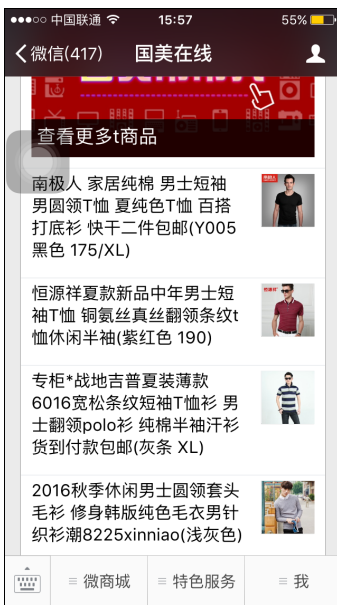 中国联通 15:57 55%
微信(417) 国美在线
查看更多t商品
南极人 家居纯棉 男士短袖
男圆领T恤 夏纯色T恤 百搭
打底衫 快干二件包邮(Y005
黑色 175/XL)
恒源祥夏款新品中年男士短
袖T恤 铜氨丝真丝翻领条纹t
恤休闲半袖(紫红色 190)
专柜*战地吉普夏装薄款
6016宽松条纹短袖T恤衫 男
士翻领polo衫 纯棉半袖汗衫
货到付款包邮(灰条 XL)
2016秋季休闲男士圆领套头
毛衫 修身韩版纯色毛衣男针
织衫潮8225xinniao(浅灰色)
微商城 特色服务 我